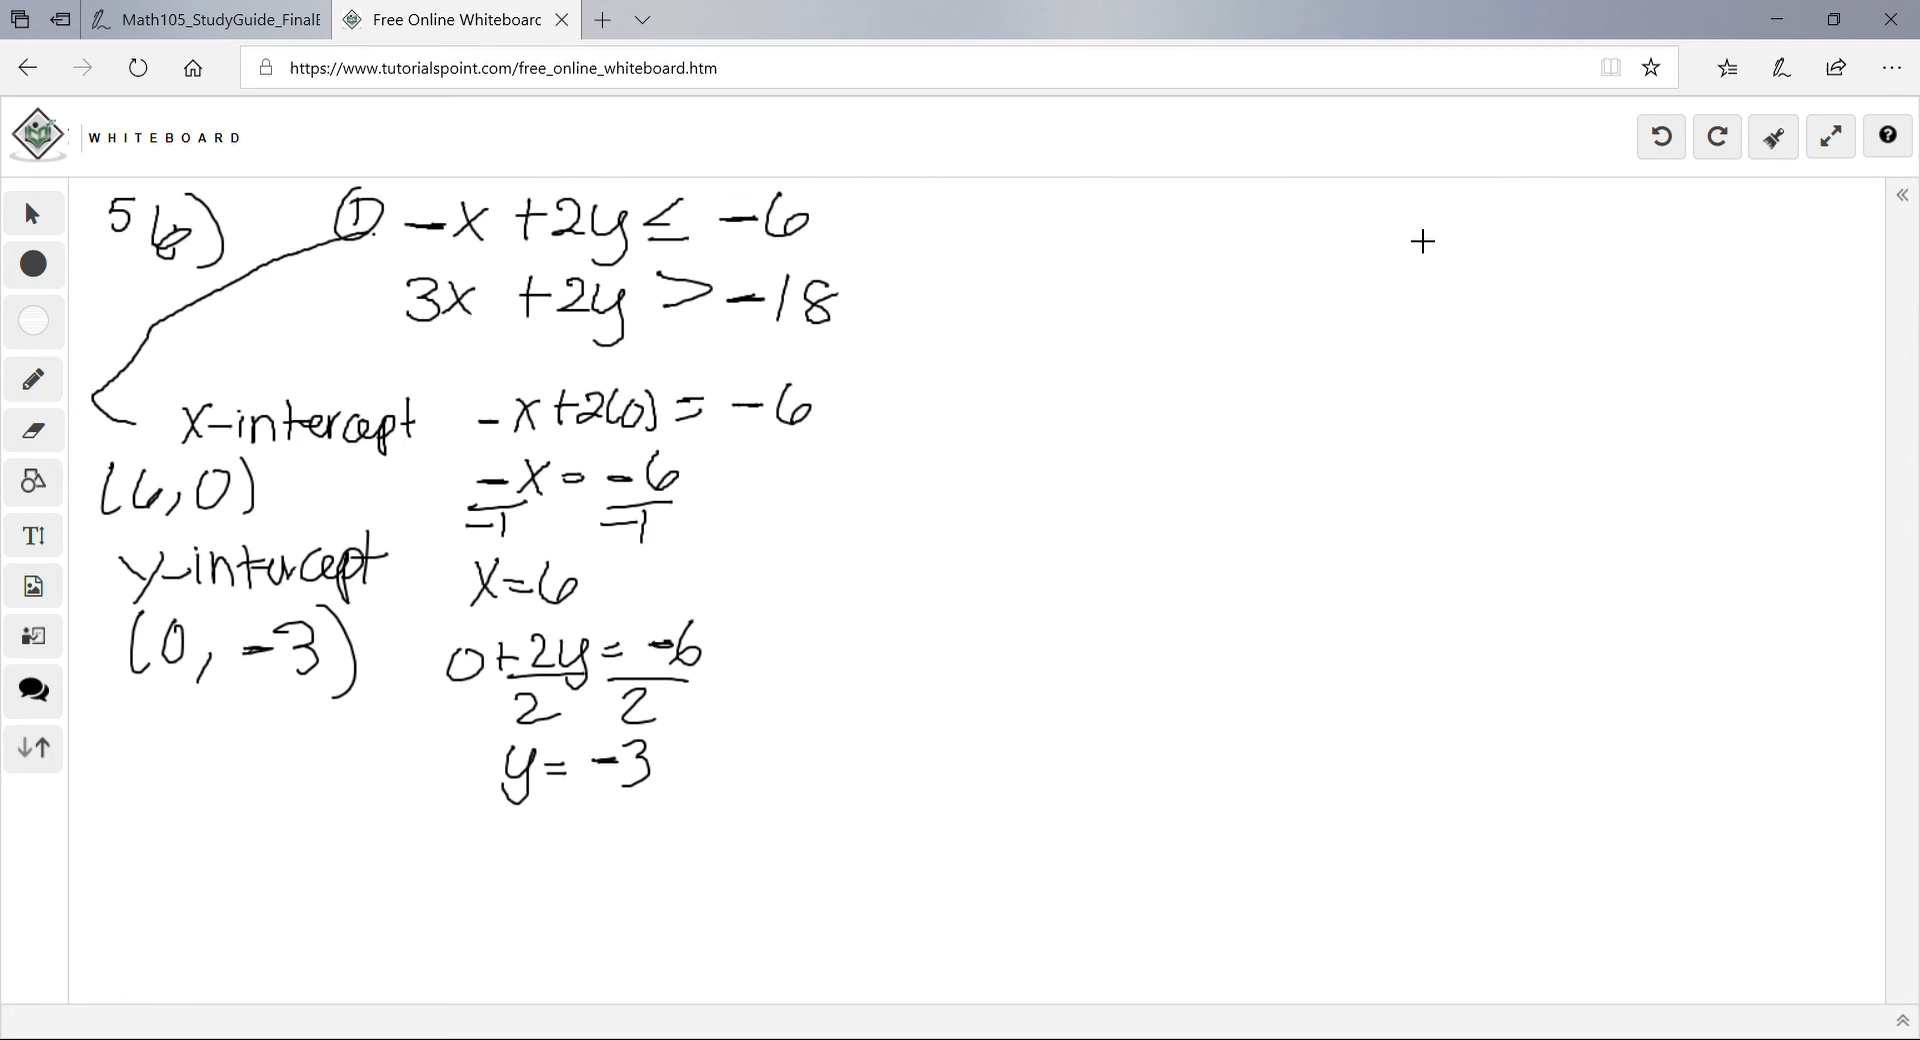 Math105_StudyGuide_FinalE
Free Online Whiteboarc
https://www.tutorialspoint.com/free_online_whiteboard.htm
WHITEBOARD
5 b) ① -x + 2y ≤ -6
3x + 2y > -18
x-intercept -x + 2(0) = -6
(6, 0) -x = -6
-1 -1
y-intercept x = 6
(0, -3) 0 + 2y = -6
2 2
y = -3